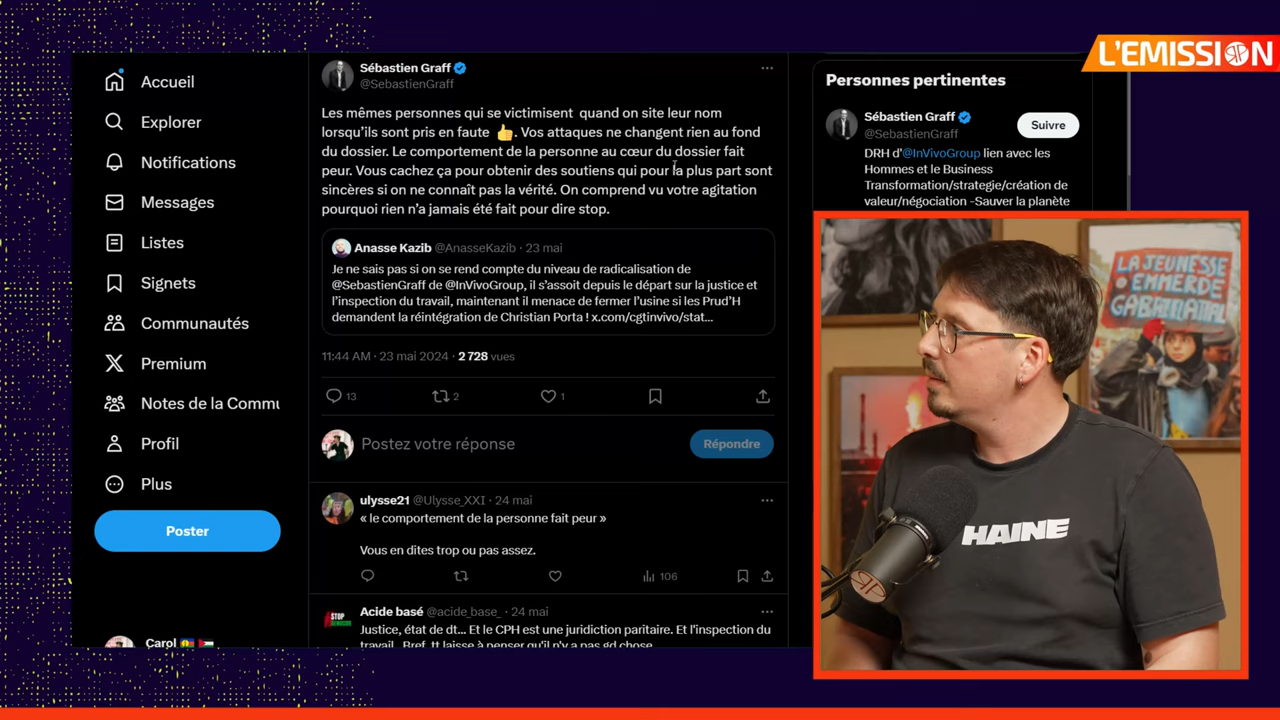 L'EMISSION
Accueil
Explorer
Notifications
Messages
Listes
Signets
Communautés
Premium
Notes de la Commu
Profil
Plus
Poster
Carol
Sébastien Graff
@SebastienGraff
Les mêmes personnes qui se victimisent quand on site leur nom
lorsqu'ils sont pris en faute 👍. Vos attaques ne changent rien au fond
du dossier. Le comportement de la personne au cœur du dossier fait
peur. Vous cachez ça pour obtenir des soutiens qui pour la plus part sont
sincères si on ne connaît pas la vérité. On comprend vu votre agitation
pourquoi rien n'a jamais été fait pour dire stop.
Anasse Kazib @AnasseKazib · 23 mai
Je ne sais pas si on se rend compte du niveau de radicalisation de
@SebastienGraff de @InVivoGroup, il s'assoit depuis le départ sur la justice et
l'inspection du travail, maintenant il menace de fermer l'usine si les Prud'H
demandent la réintégration de Christian Porta ! x.com/cgtinvivo/stat...
11:44 AM · 23 mai 2024 · 2 728 vues
13
2
1
Postez votre réponse
Répondre
ulysse21 @Ulysse_XXI · 24 mai
« le comportement de la personne fait peur »
Vous en dites trop ou pas assez.
106
Acide basé @acide_base_ · 24 mai
Justice, état de dt... Et le CPH est une juridiction paritaire. Et l'inspection du
travail.. Bref, tt laisse à penser qu'il n'y a pas gd chose
Personnes pertinentes
Sébastien Graff
@SebastienGraff
Suivre
DRH d'@InVivoGroup lien avec les
Hommes et le Business
Transformation/strategie/création de
valeur/négociation -Sauver la planète
LA JEUNESSE
EMMERDE
HAINE